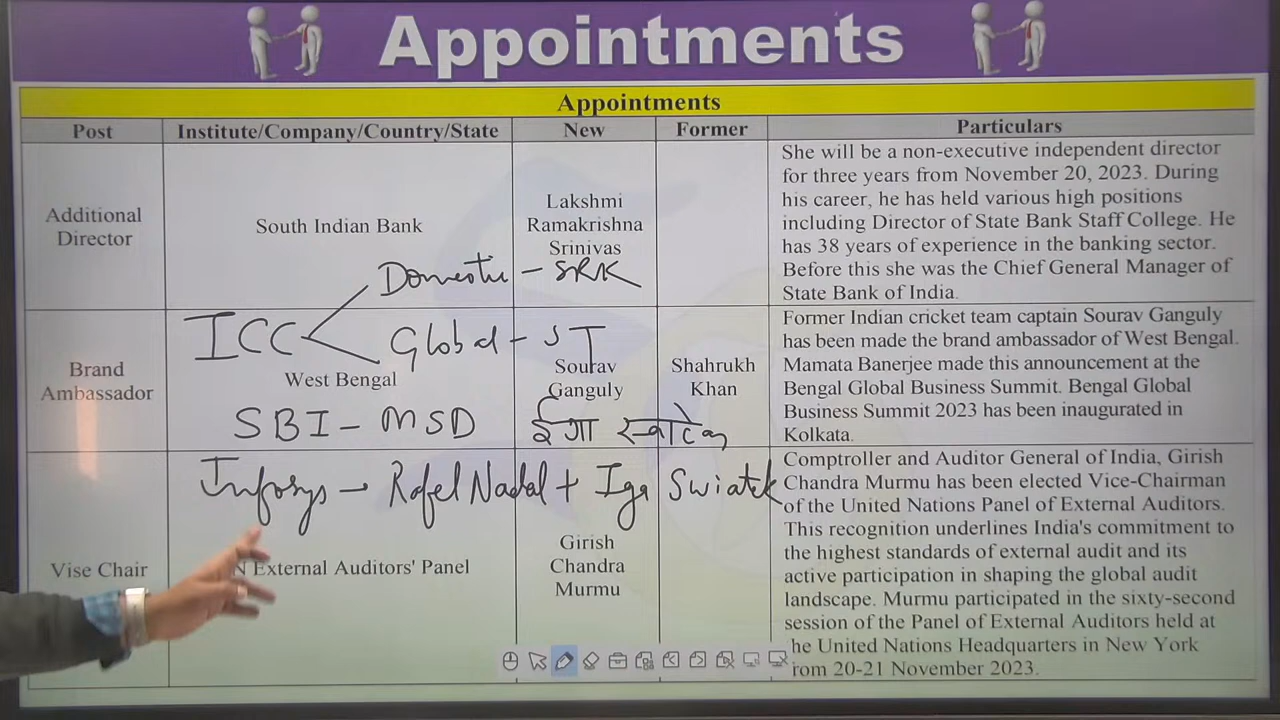 Appointments
Appointments
Post Institute/Company/Country/State New Former Particulars
Additional
Director
South Indian Bank
Lakshmi
Ramakrishna
Srinivas
She will be a non-executive independent director
for three years from November 20, 2023. During
his career, he has held various high positions
including Director of State Bank Staff College. He
has 38 years of experience in the banking sector.
Before this she was the Chief General Manager of
State Bank of India.
Domestic - SRK
ICC Global - ST
Brand
Ambassador
West Bengal
Sourav
Ganguly
Shahrukh
Khan
Former Indian cricket team captain Sourav Ganguly
has been made the brand ambassador of West Bengal.
Mamata Banerjee made this announcement at the
Bengal Global Business Summit. Bengal Global
Business Summit 2023 has been inaugurated in
Kolkata.
SBI - MSD
ईगा
Infosys → Rafel Nadal + Iga Swiatek
Vise Chair
N External Auditors' Panel
Girish
Chandra
Murmu
Comptroller and Auditor General of India, Girish
Chandra Murmu has been elected Vice-Chairman
of the United Nations Panel of External Auditors.
This recognition underlines India's commitment to
the highest standards of external audit and its
active participation in shaping the global audit
landscape. Murmu participated in the sixty-second
session of the Panel of External Auditors held at
he United Nations Headquarters in New York
rom 20-21 November 2023.